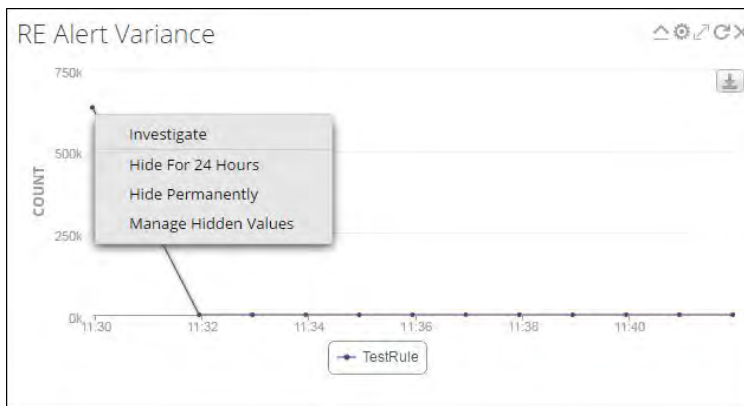 RE Alert Variance
750k
Investigate
500k
Hide For 24 Hours
Hide Permanently
Manage Hidden Values
COUNT
250k
0k
11:30 11:32 11:34 11:36 11:38 11:40
TestRule